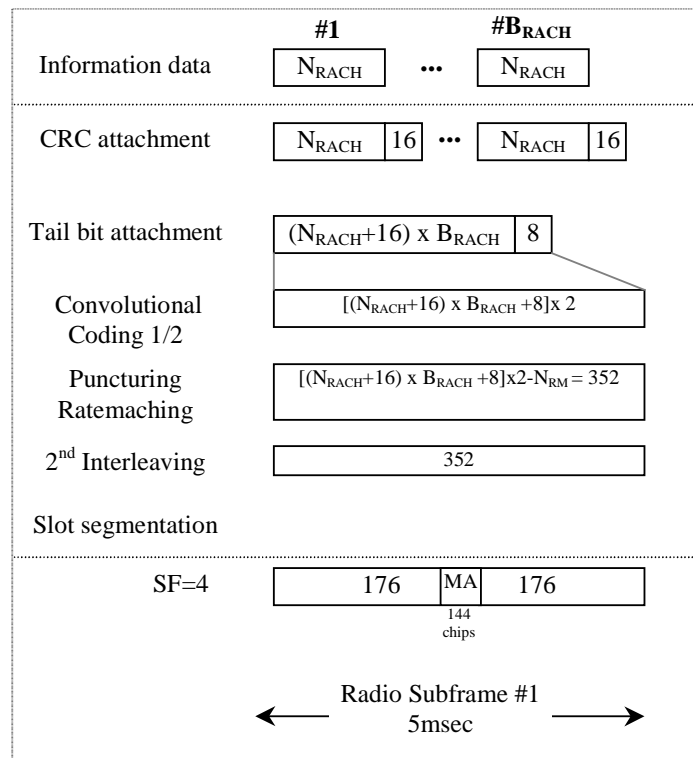 #1 #B_RACH
Information data N_RACH ... N_RACH
CRC attachment N_RACH 16 ... N_RACH 16
Tail bit attachment (N_RACH+16) x B_RACH 8
Convolutional
Coding 1/2
[(N_RACH+16) x B_RACH +8]x 2
Puncturing
Ratemaching
[(N_RACH+16) x B_RACH +8]x2-N_RM = 352
2nd Interleaving 352
Slot segmentation
SF=4 176 MA 176
144
chips
Radio Subframe #1
5msec